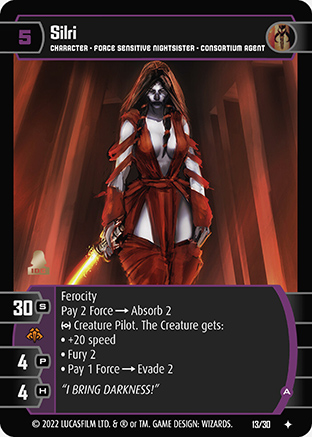 5
Silri
CHARACTER • FORCE SENSITIVE NIGHTSISTER • CONSORTIUM AGENT
30 S
4 P
4 H
Ferocity
Pay 2 Force → Absorb 2
Creature Pilot. The Creature gets:
• +20 speed
• Fury 2
• Pay 1 Force → Evade 2
“I BRING DARKNESS!”
A
© 2022 LUCASFILM LTD. & ® OR TM. GAME DESIGN: WIZARDS. 13/30